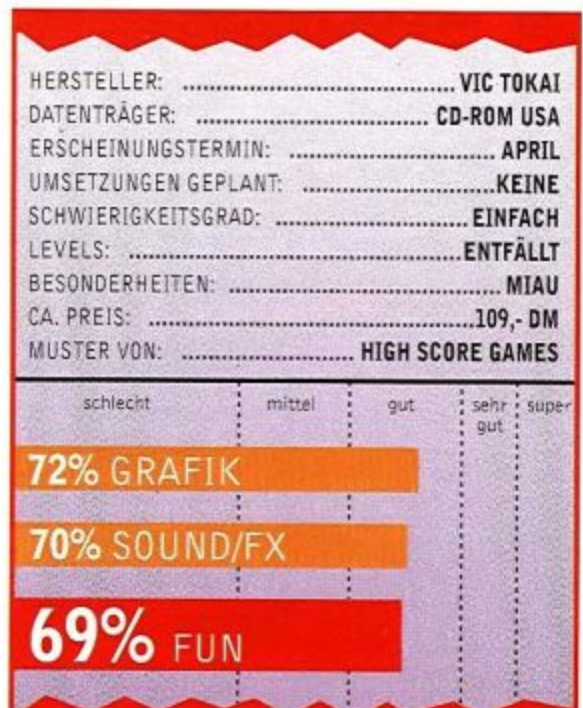 HERSTELLER: ................................................ VIC TOKAI
DATENTRÄGER: ......................................... CD-ROM USA
ERSCHEINUNGSTERMIN: .................................... APRIL
UMSETZUNGEN GEPLANT: ..................................KEINE
SCHWIERIGKEITSGRAD: ................................ EINFACH
LEVELS: ..........................................................ENTFÄLLT
BESONDERHEITEN: ................................................ MIAU
CA. PREIS: .........................................................109,- DM
MUSTER VON: .......................... HIGH SCORE GAMES
schlecht mittel gut sehr gut super
72% GRAFIK
70% SOUND/FX
69% FUN